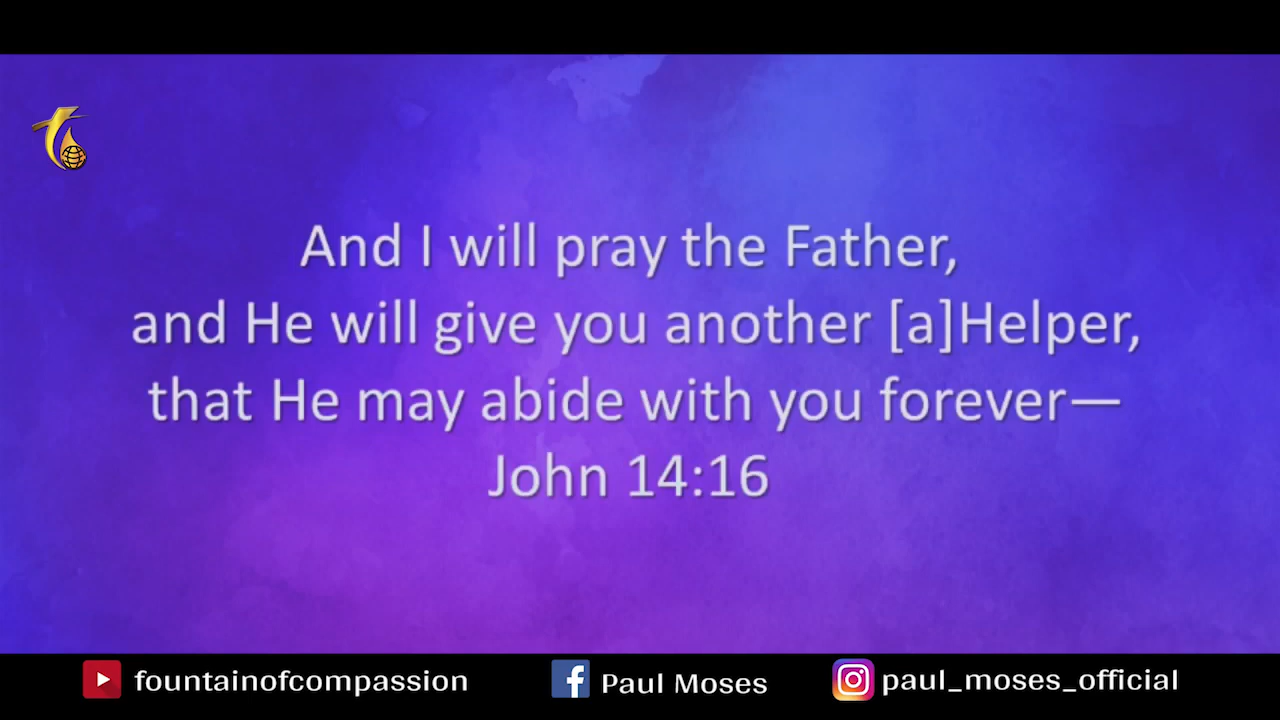 And I will pray the Father,
and He will give you another [a]Helper,
that He may abide with you forever—
John 14:16
fountainofcompassion
Paul Moses
paul_moses_official